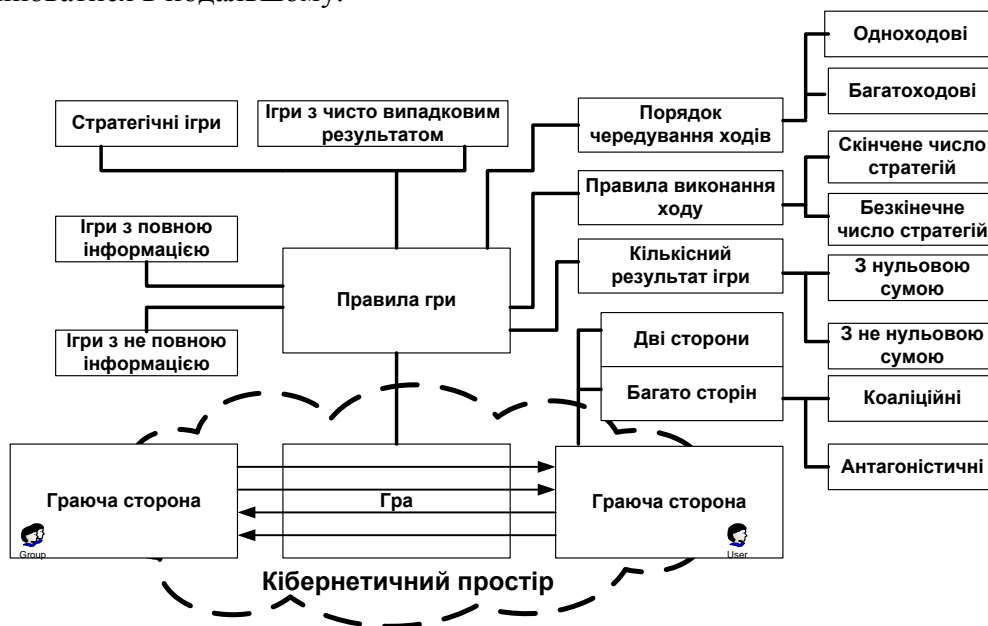 подальшому.
Одноходові
Багатоходові
Стратегічні ігри
Ігри з чисто випадковим
результатом
Порядок
чередування ходів
Скінчене число
стратегій
Правила виконання
ходу
Безкінечне
число стратегій
Ігри з повною
інформацією
Правила гри
Кількісний
результат ігри
З нульовою
сумою
Ігри з не повною
інформацією
Дві сторони
З не нульовою
сумою
Багато сторін
Коаліційні
Антагоністичні
Граюча сторона
Group
Гра
Граюча сторона
User
Кібернетичний простір